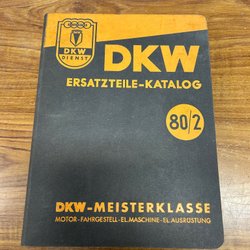 DKW
DIENST
DKW
ERSATZTEILE-KATALOG
80/2
DKW-MEISTERKLASSE
MOTOR-FAHRGESTELL-EL.MASCHINE-EL.AUSRÜSTUNG